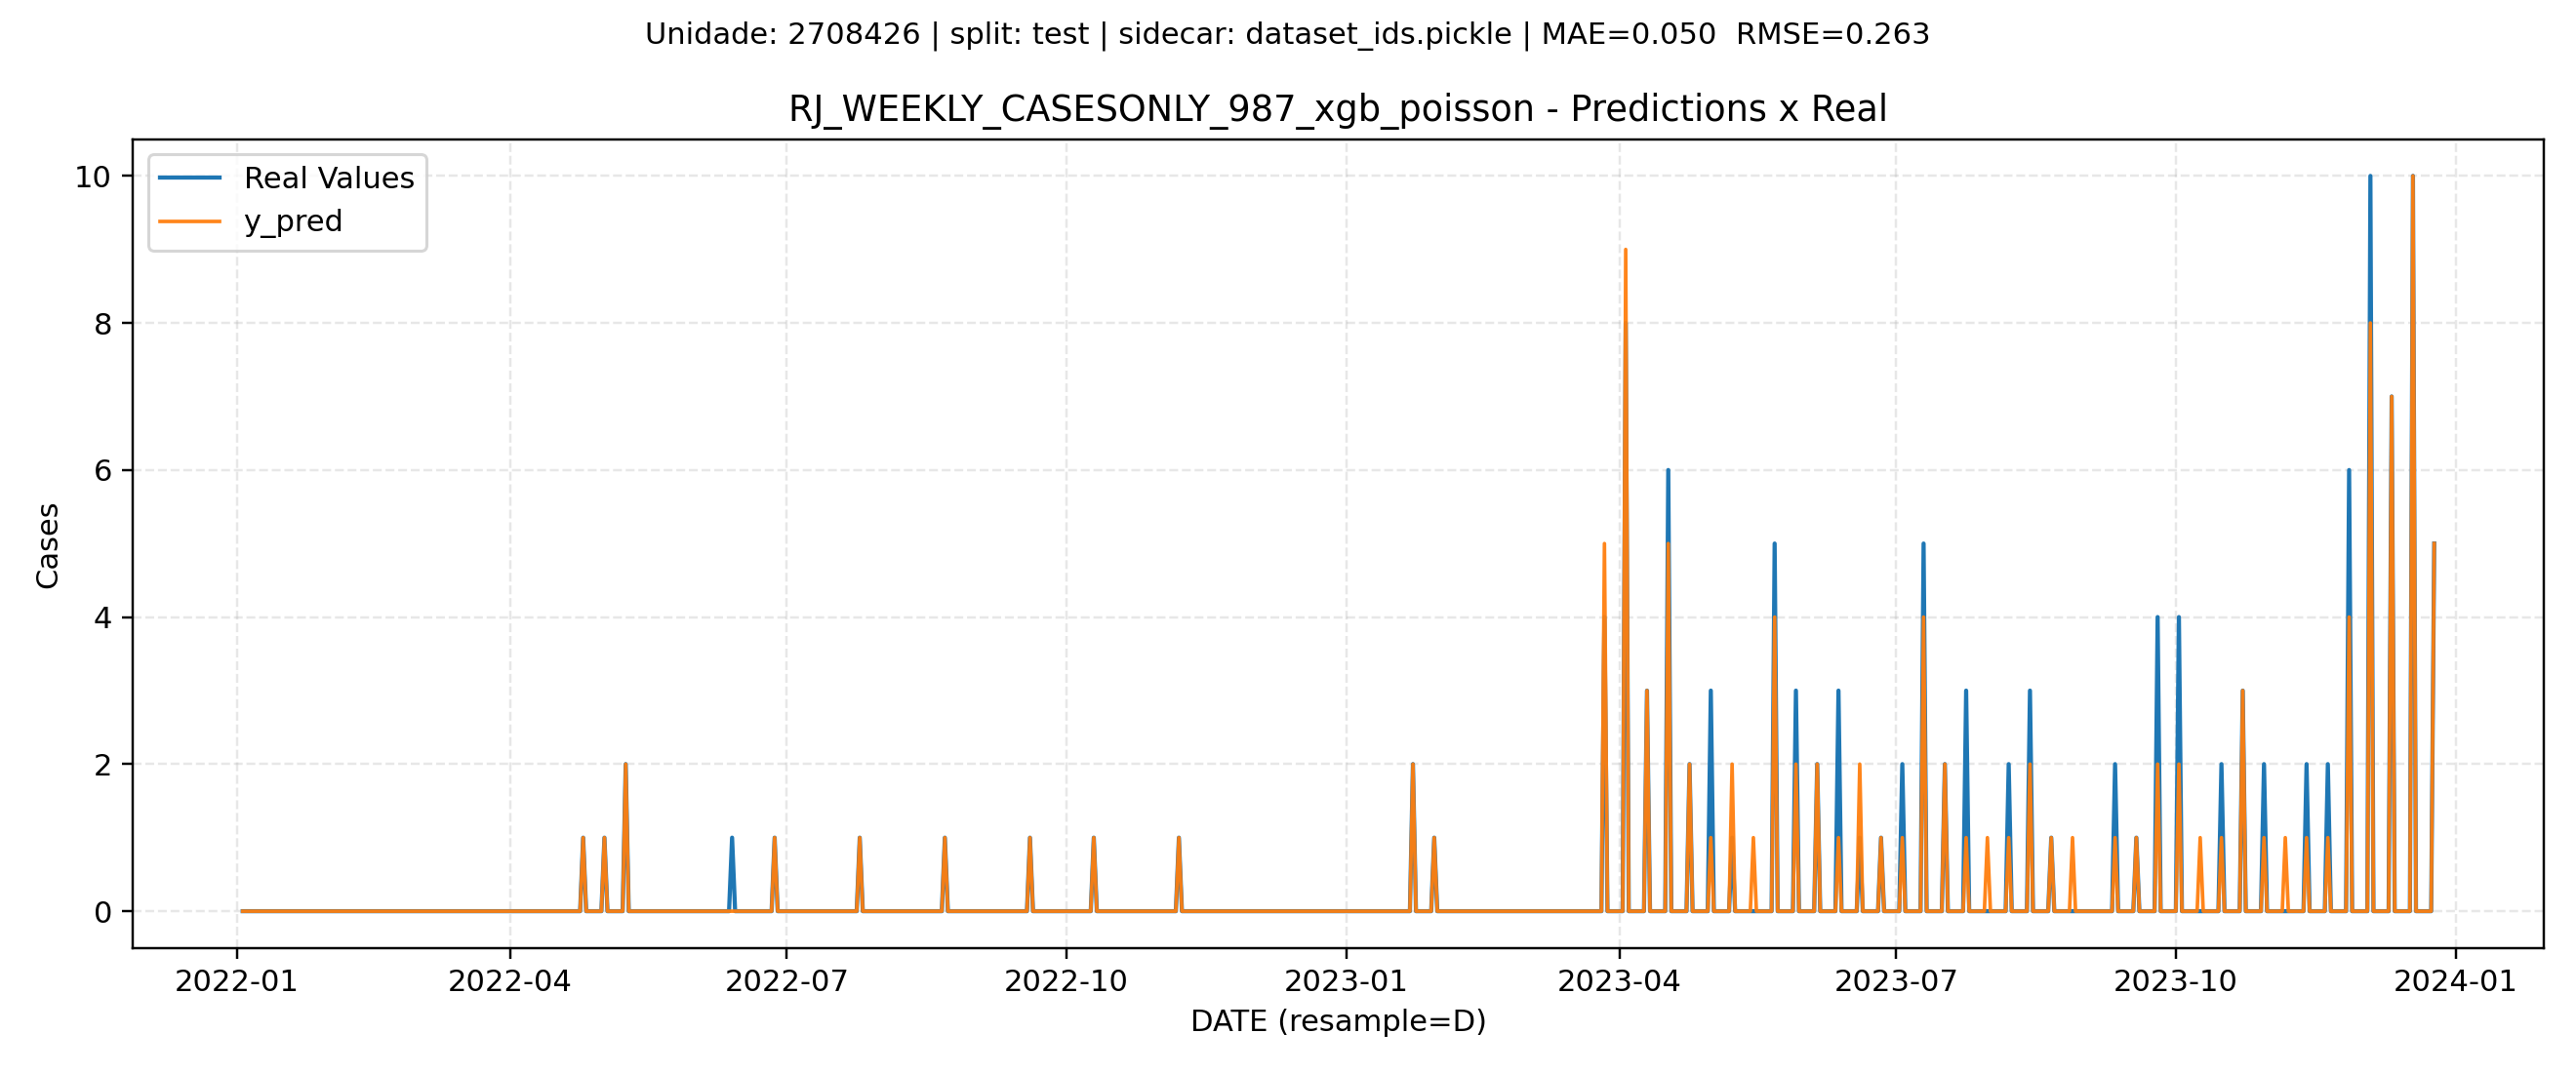 Unidade: 2708426 | split: test | sidecar: dataset_ids.pickle | MAE=0.050  RMSE=0.263
RJ_WEEKLY_CASESONLY_987_xgb_poisson - Predictions x Real
Real Values
y_pred
10
8
6
4
2
0
Cases
2022-01
2022-04
2022-07
2022-10
2023-01
2023-04
2023-07
2023-10
2024-01
DATE (resample=D)